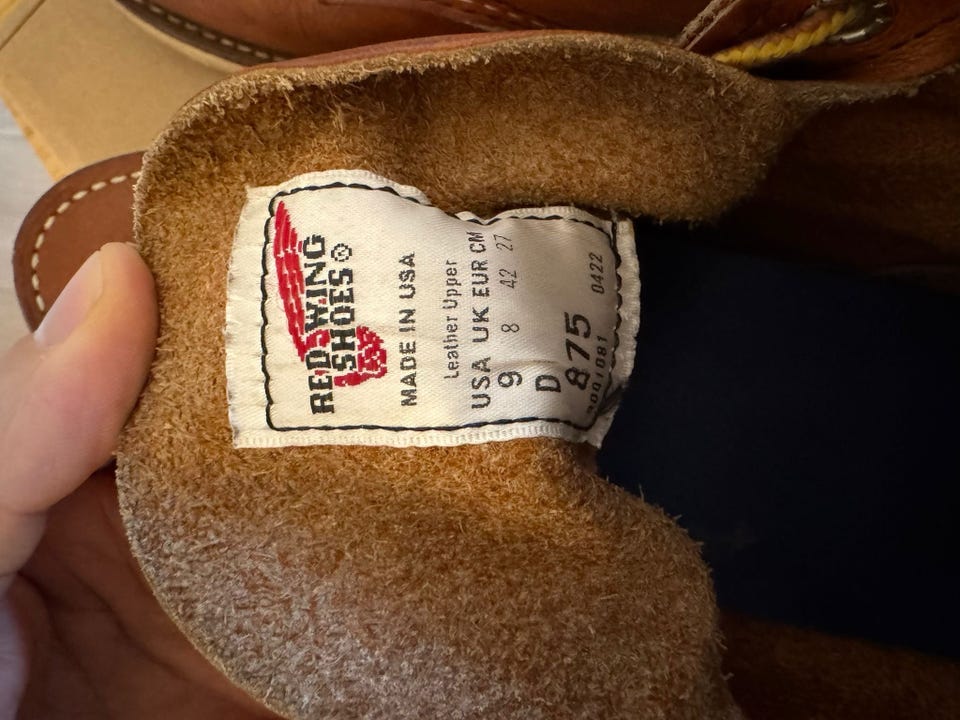 RED WING
SHOES®
MADE IN USA
Leather Upper
USA UK EUR CM
9 8 42 27
D
875 0422